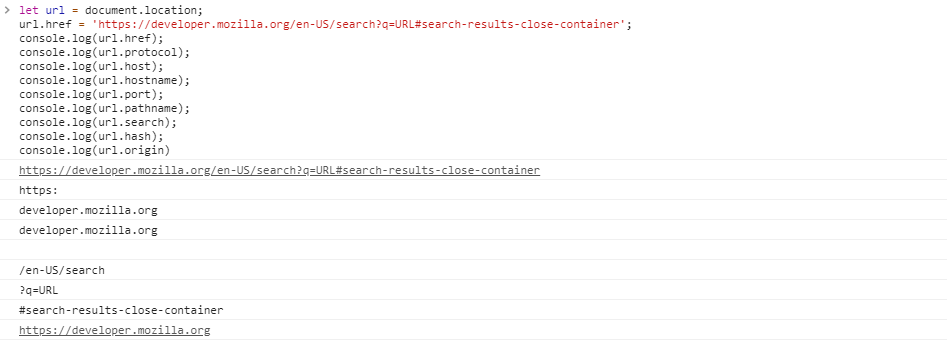 let url = document.location;
url.href = 'https://developer.mozilla.org/en-US/search?q=URL#search-results-close-container';
console.log(url.href);
console.log(url.protocol);
console.log(url.host);
console.log(url.hostname);
console.log(url.port);
console.log(url.pathname);
console.log(url.search);
console.log(url.hash);
console.log(url.origin)
https://developer.mozilla.org/en-US/search?q=URL#search-results-close-container
https:
developer.mozilla.org
developer.mozilla.org
/en-US/search
?q=URL
#search-results-close-container
https://developer.mozilla.org